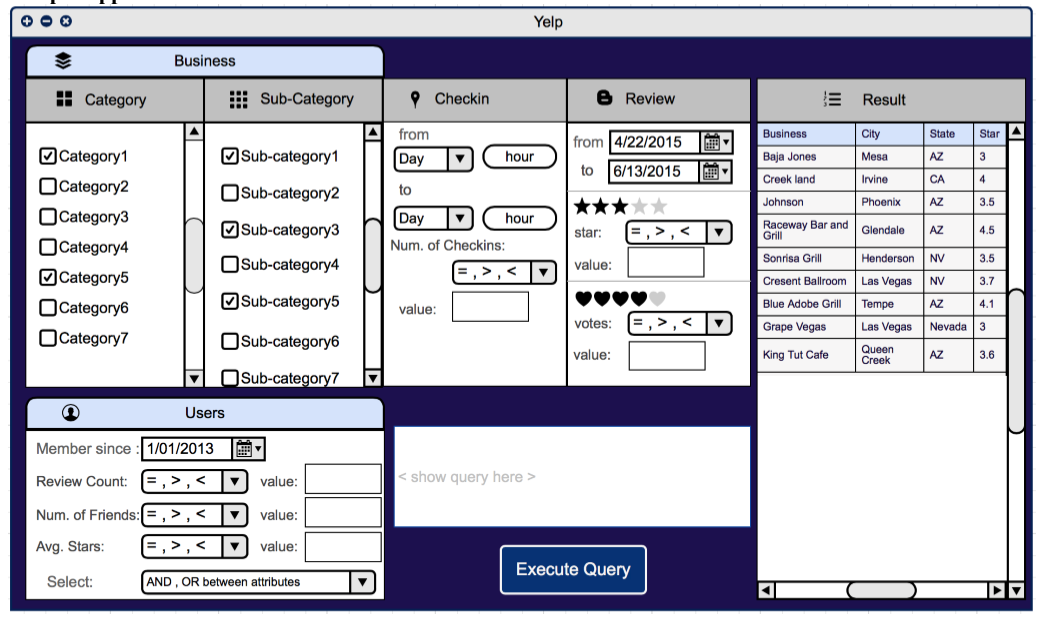 Yelp
Business
Category
Sub-Category
Checkin
Review
Result
Category1
Category2
Category3
Category4
Category5
Category6
Category7
Sub-category1
Sub-category2
Sub-category3
Sub-category4
Sub-category5
Sub-category6
Sub-category7
from
Day hour
to
Day hour
Num. of Checkins:
= , > , <
value:
from 4/22/2015
to 6/13/2015
star: = , > , <
value:
votes: = , > , <
value:
Business City State Star
Baja Jones Mesa AZ 3
Creek land Irvine CA 4
Johnson Phoenix AZ 3.5
Raceway Bar and Grill Glendale AZ 4.5
Sonrisa Grill Henderson NV 3.5
Cresent Ballroom Las Vegas NV 3.7
Blue Adobe Grill Tempe AZ 4.1
Grape Vegas Las Vegas Nevada 3
King Tut Cafe Queen Creek AZ 3.6
Users
Member since : 1/01/2013
Review Count: = , > , < value:
Num. of Friends: = , > , < value:
Avg. Stars: = , > , < value:
Select: AND , OR between attributes
< show query here >
Execute Query